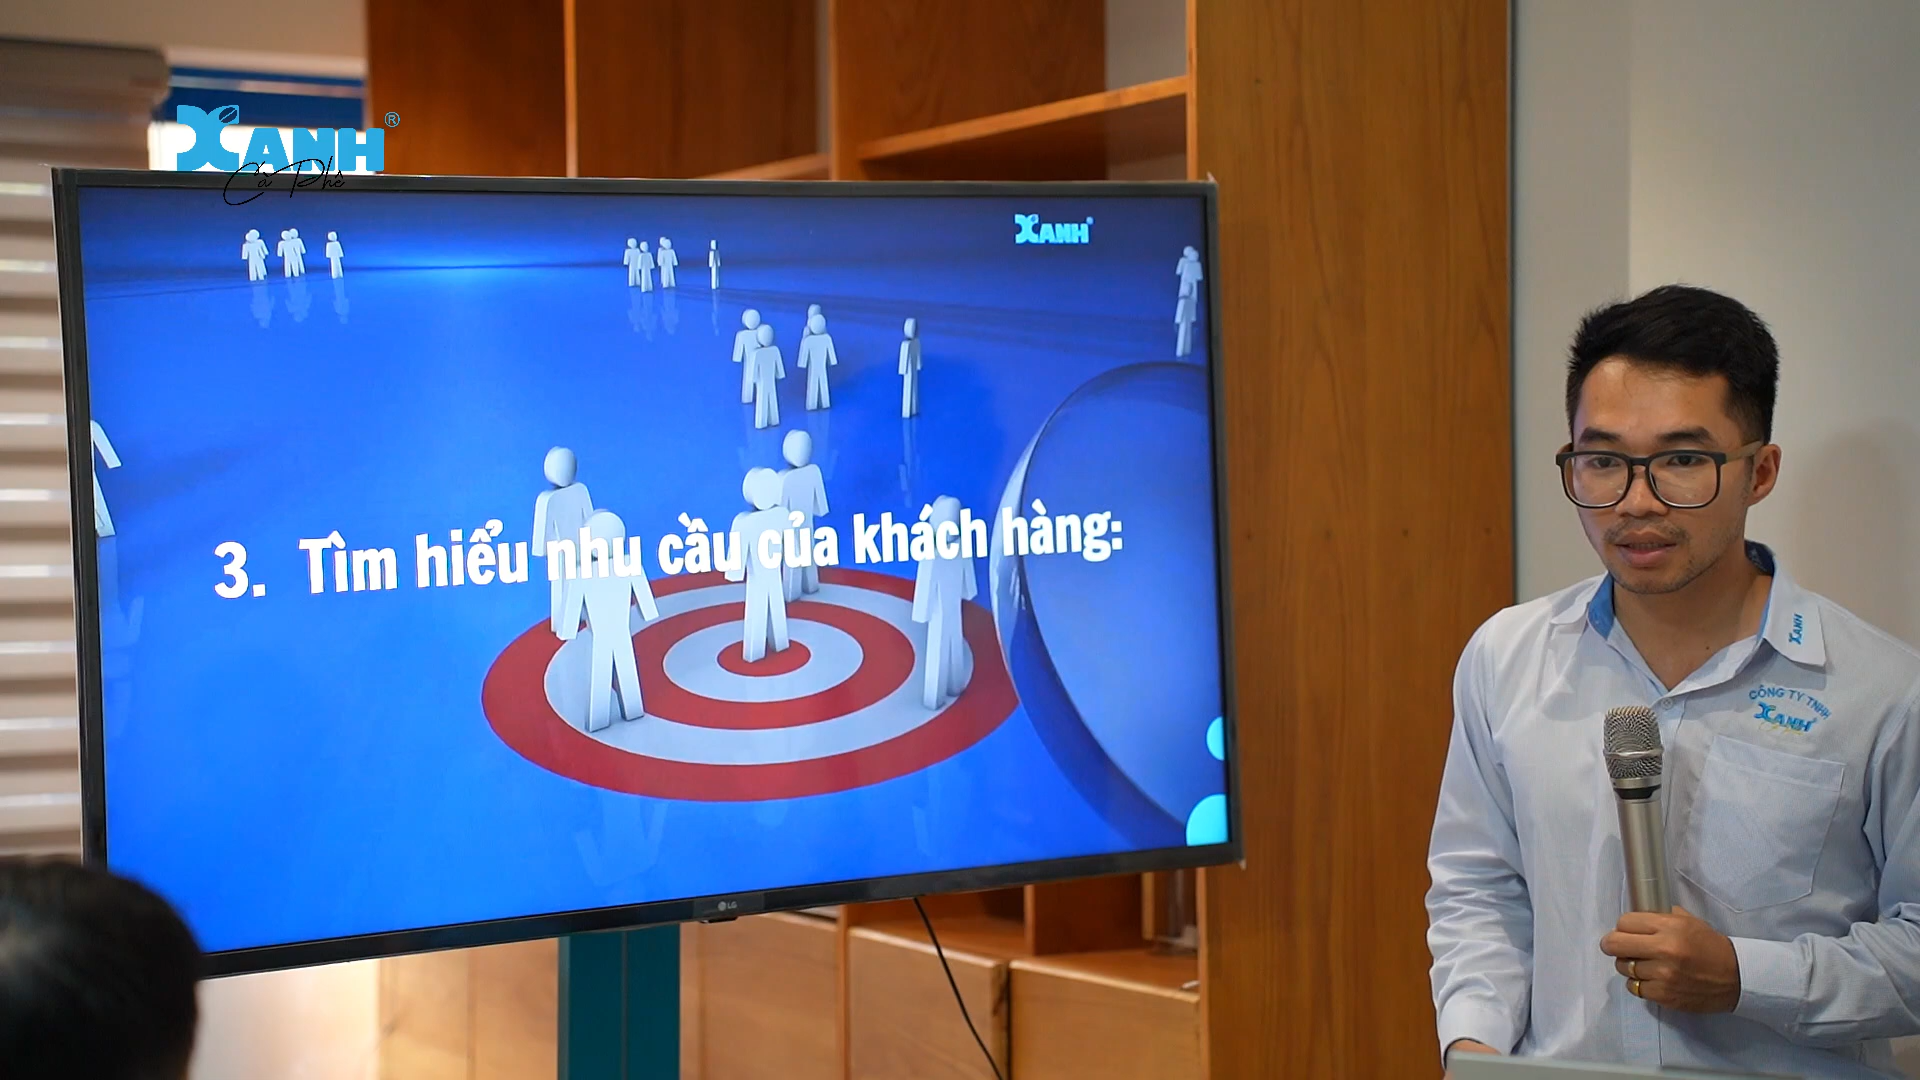 XANH®
Cà Phê
XANH®
3. Tìm hiểu nhu cầu của khách hàng:
LG
XANH
CÔNG TY TNHH
XANH